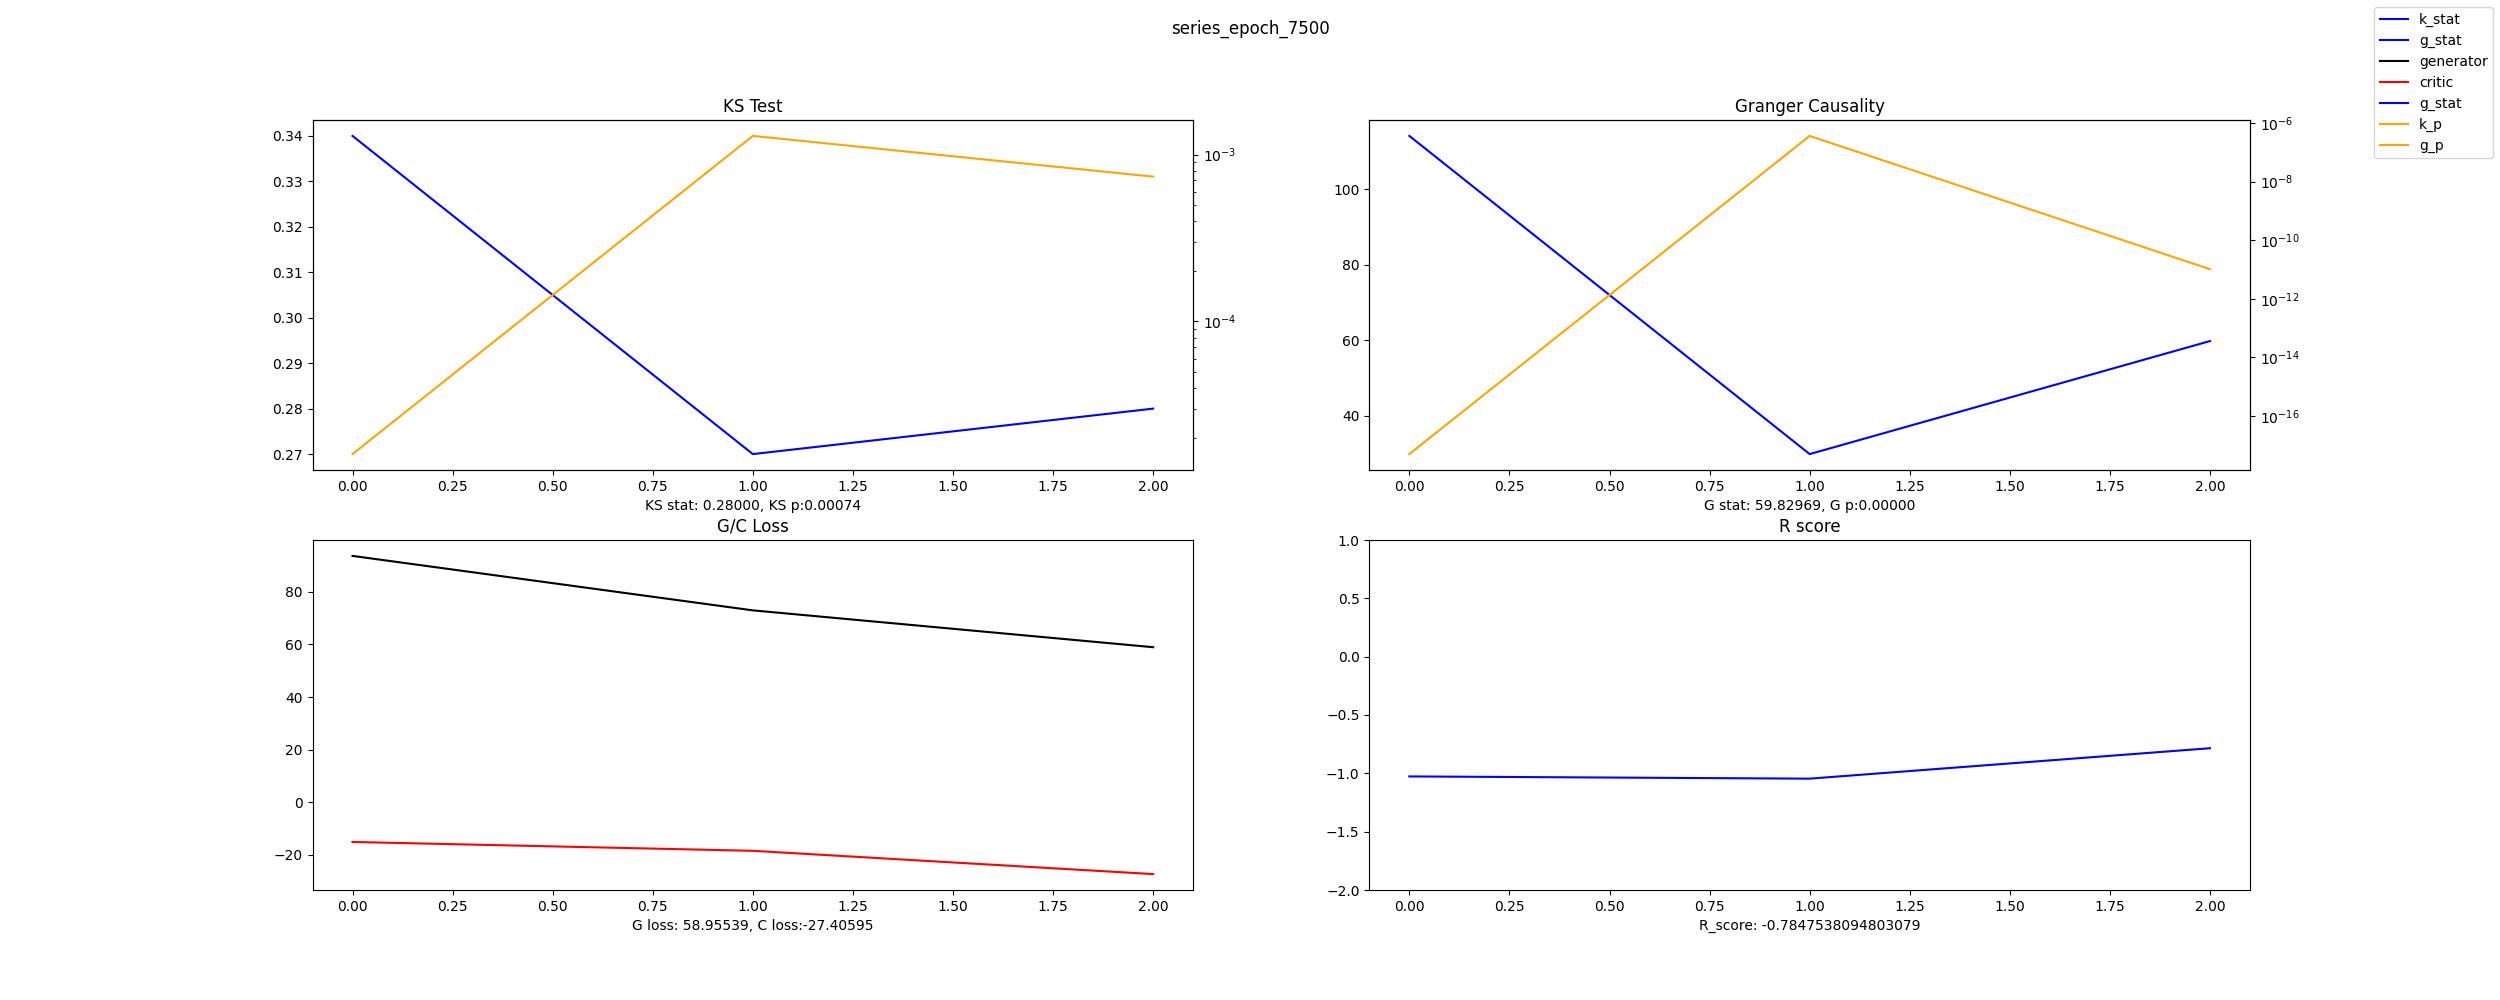 series_epoch_7500
k_stat
g_stat
generator
critic
g_stat
k_p
g_p
KS Test
0.34
0.33
0.32
0.31
0.30
0.29
0.28
0.27
10⁻³
10⁻⁴
0.00 0.25 0.50 0.75 1.00 1.25 1.50 1.75 2.00
KS stat: 0.28000, KS p:0.00074
Granger Causality
100
80
60
40
10⁻⁶
10⁻⁸
10⁻¹⁰
10⁻¹²
10⁻¹⁴
10⁻¹⁶
0.00 0.25 0.50 0.75 1.00 1.25 1.50 1.75 2.00
G stat: 59.82969, G p:0.00000
G/C Loss
80
60
40
20
0
−20
0.00 0.25 0.50 0.75 1.00 1.25 1.50 1.75 2.00
G loss: 58.95539, C loss:-27.40595
R score
1.0
0.5
0.0
−0.5
−1.0
−1.5
−2.0
0.00 0.25 0.50 0.75 1.00 1.25 1.50 1.75 2.00
R_score: -0.7847538094803079